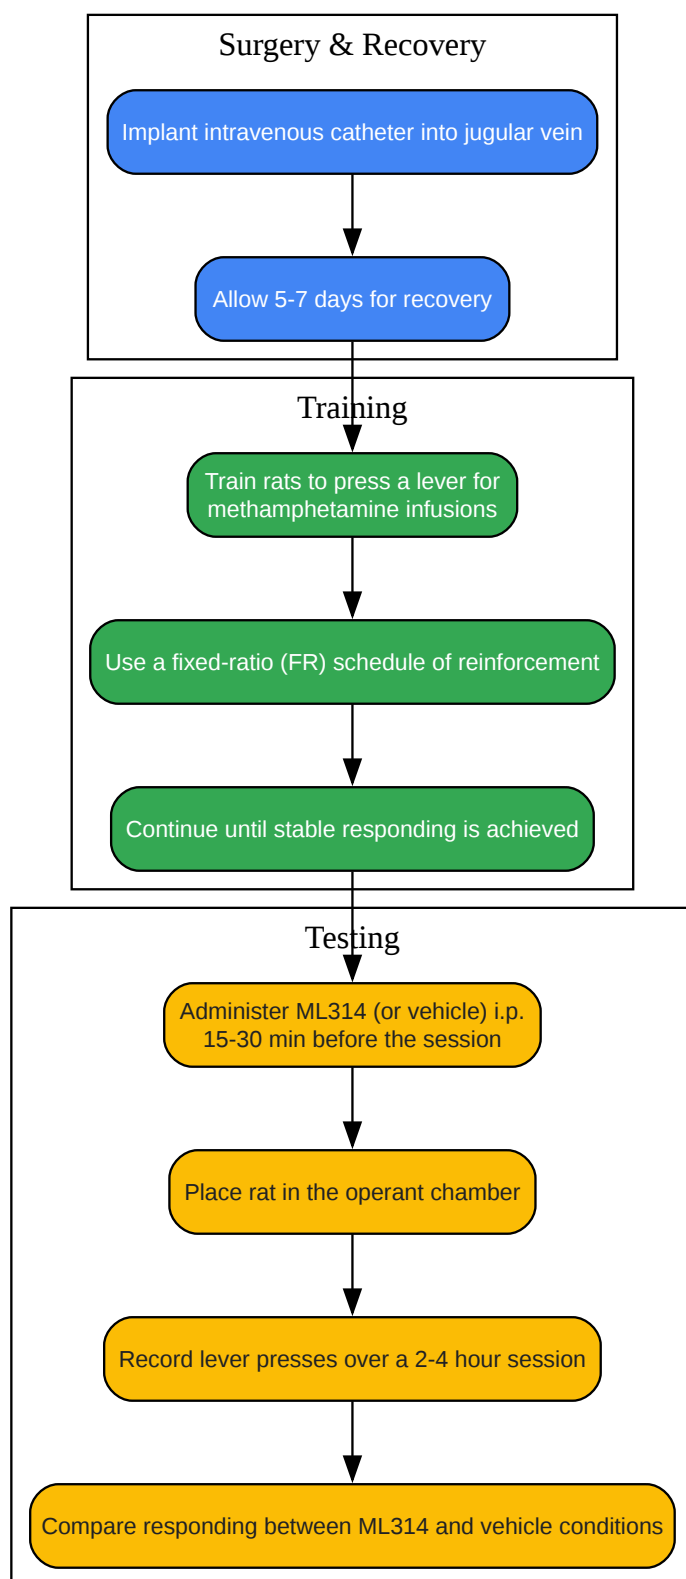 Surgery & Recovery
Implant intravenous catheter into jugular vein
Allow 5-7 days for recovery
Training
Train rats to press a lever for
methamphetamine infusions
Use a fixed-ratio (FR) schedule of reinforcement
Continue until stable responding is achieved
Testing
Administer ML314 (or vehicle) i.p.
15-30 min before the session
Place rat in the operant chamber
Record lever presses over a 2-4 hour session
Compare responding between ML314 and vehicle conditions